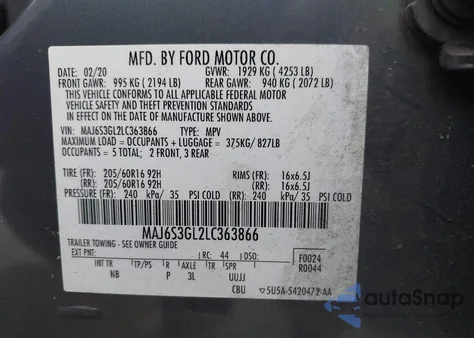 MFD. BY FORD MOTOR CO.
DATE: 02/20 GVWR: 1929 KG ( 4253 LB)
FRONT GAWR: 995 KG ( 2194 LB) REAR GAWR: 940 KG ( 2072 LB)
THIS VEHICLE CONFORMS TO ALL APPLICABLE FEDERAL MOTOR
VEHICLE SAFETY AND THEFT PREVENTION STANDARDS
IN EFFECT ON THE DATE OF MANUFACTURE SHOWN ABOVE.
VIN: MAJ6S3GL2LC363866 TYPE: MPV
MAXIMUM LOAD = OCCUPANTS + LUGGAGE = 375KG/ 827LB
OCCUPANTS = 5 TOTAL; 2 FRONT, 3 REAR
TIRE (FR): 205/60R16 92H RIMS (FR): 16x6.5J
(RR): 205/60R16 92H (RR): 16x6.5J
PRESSURE (FR): 240 kPa/ 35 PSI COLD (RR): 240 kPa/ 35 PSI COLD
MAJ6S3GL2LC363866
TRAILER TOWING - SEE OWNER GUIDE
EXT PNT: RC: 44 DSO: F0024
R0044
INT TR TP/PS R AXLE TR SPR
NB P 3L UUJJ
CBU 5U5A-5420472-AA
autoSnap